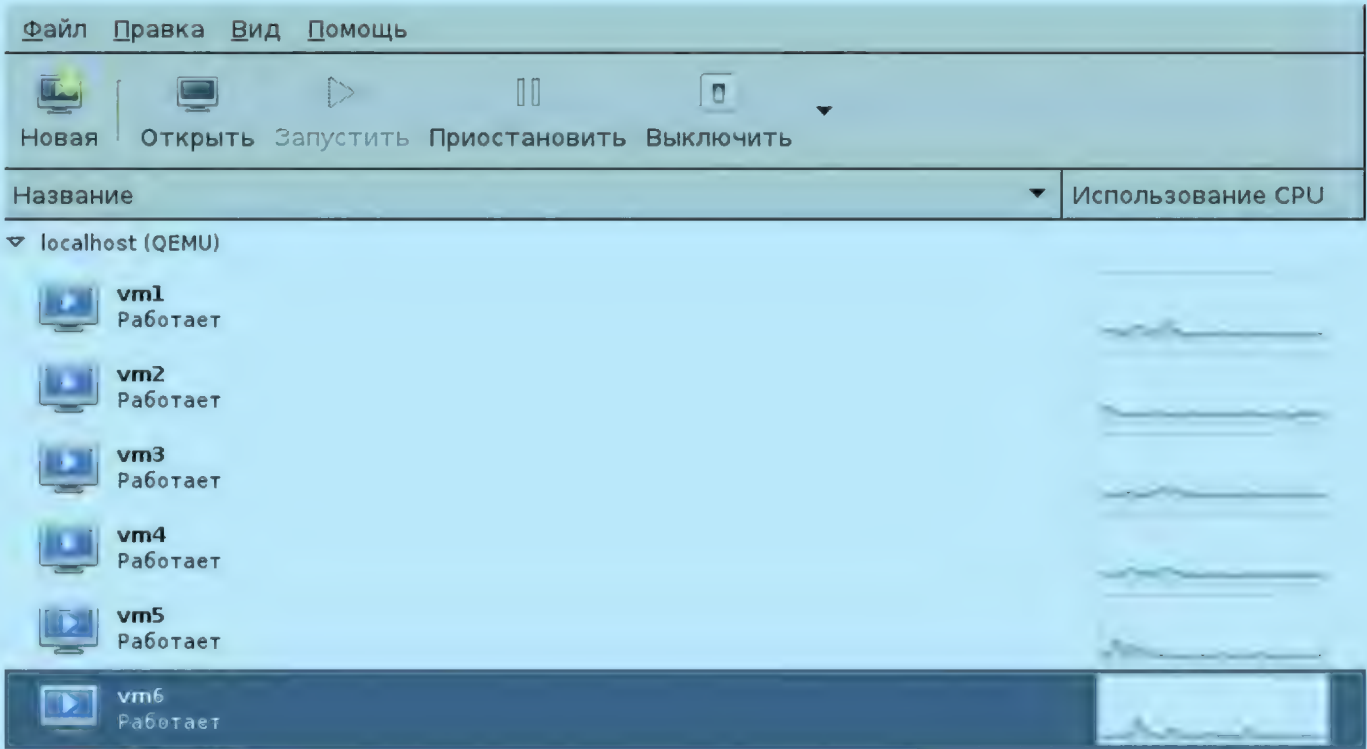 Файл Правка Вид Помощь
Новая Открыть Запустить Приостановить Выключить
Название Использование CPU
localhost (QEMU)
vm1
Работает
vm2
Работает
vm3
Работает
vm4
Работает
vm5
Работает
vm6
Работает